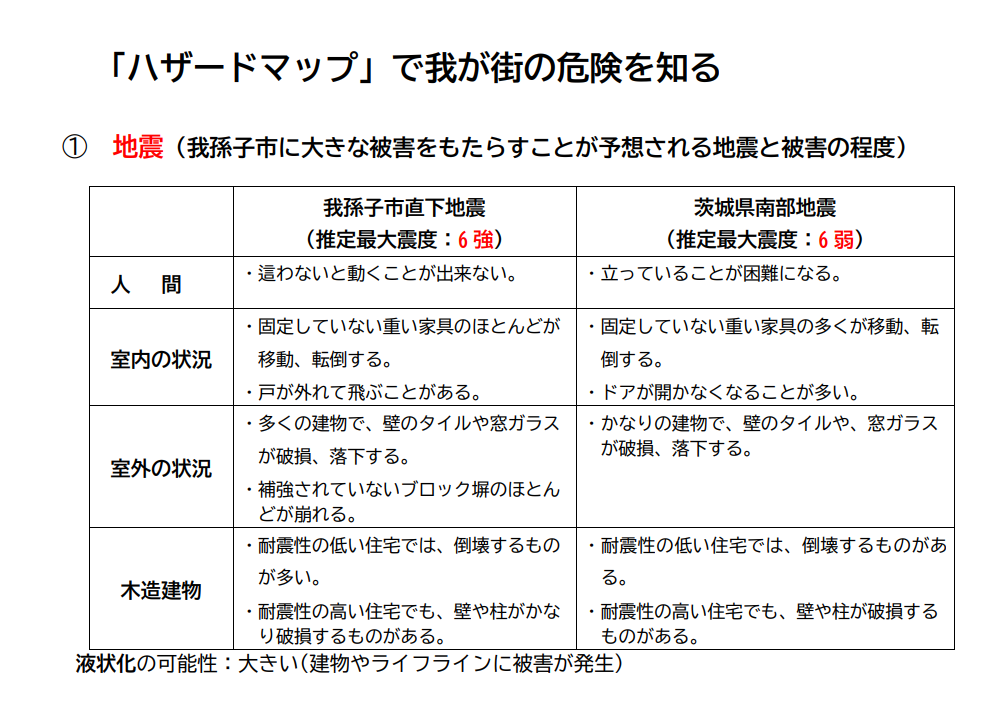 「ハザードマップ」で我が街の危険を知る
① 地震（我孫子市に大きな被害をもたらすことが予想される地震と被害の程度）
我孫子市直下地震
（推定最大震度：6 強）
茨城県南部地震
（推定最大震度：6 弱）
人 間
・這わないと動くことが出来ない。
・立っていることが困難になる。
室内の状況
・固定していない重い家具のほとんどが
移動、転倒する。
・戸が外れて飛ぶことがある。
・固定していない重い家具の多くが移動、転
倒する。
・ドアが開かなくなることが多い。
室外の状況
・多くの建物で、壁のタイルや窓ガラス
が破損、落下する。
・補強されていないブロック塀のほとん
どが崩れる。
・かなりの建物で、壁のタイルや、窓ガラス
が破損、落下する。
木造建物
・耐震性の低い住宅では、倒壊するもの
が多い。
・耐震性の高い住宅でも、壁や柱がかな
り破損するものがある。
・耐震性の低い住宅では、倒壊するものがあ
る。
・耐震性の高い住宅でも、壁や柱が破損する
ものがある。
液状化の可能性：大きい（建物やライフラインに被害が発生）